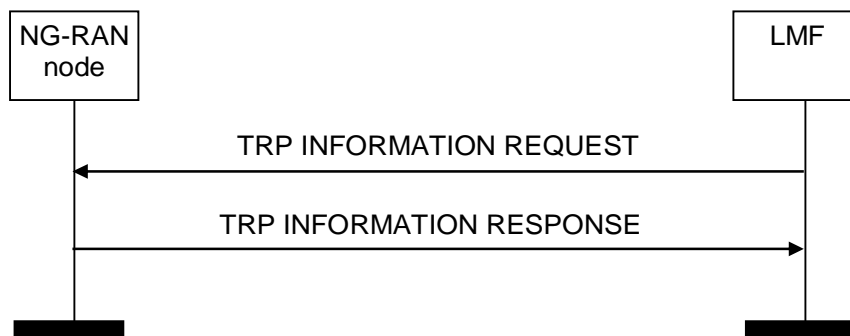 NG-RAN
node
LMF
TRP INFORMATION REQUEST
TRP INFORMATION RESPONSE